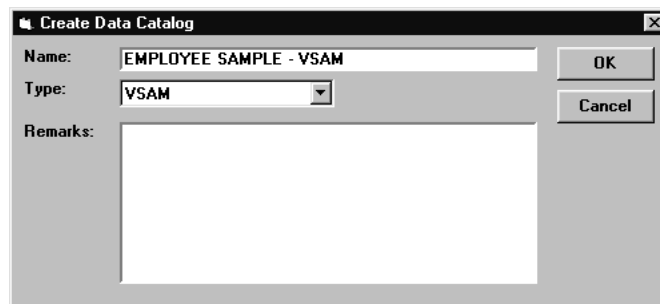 Create Data Catalog
Name: EMPLOYEE SAMPLE - VSAM
OK
Type: VSAM
Cancel
Remarks: